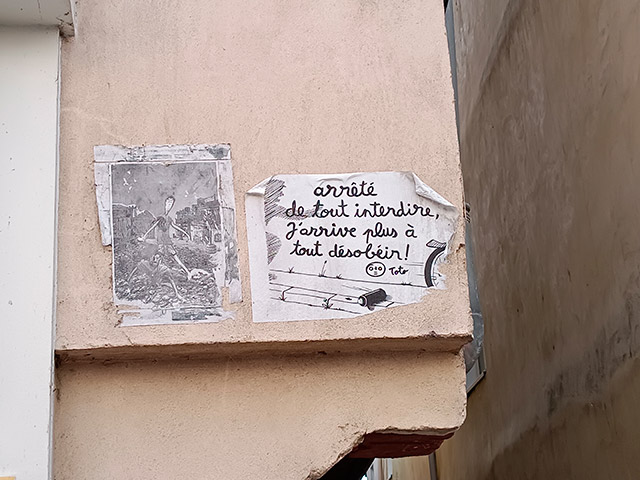 arrêté
de tout interdire,
j'arrive plus à
tout désobéir!
Toto